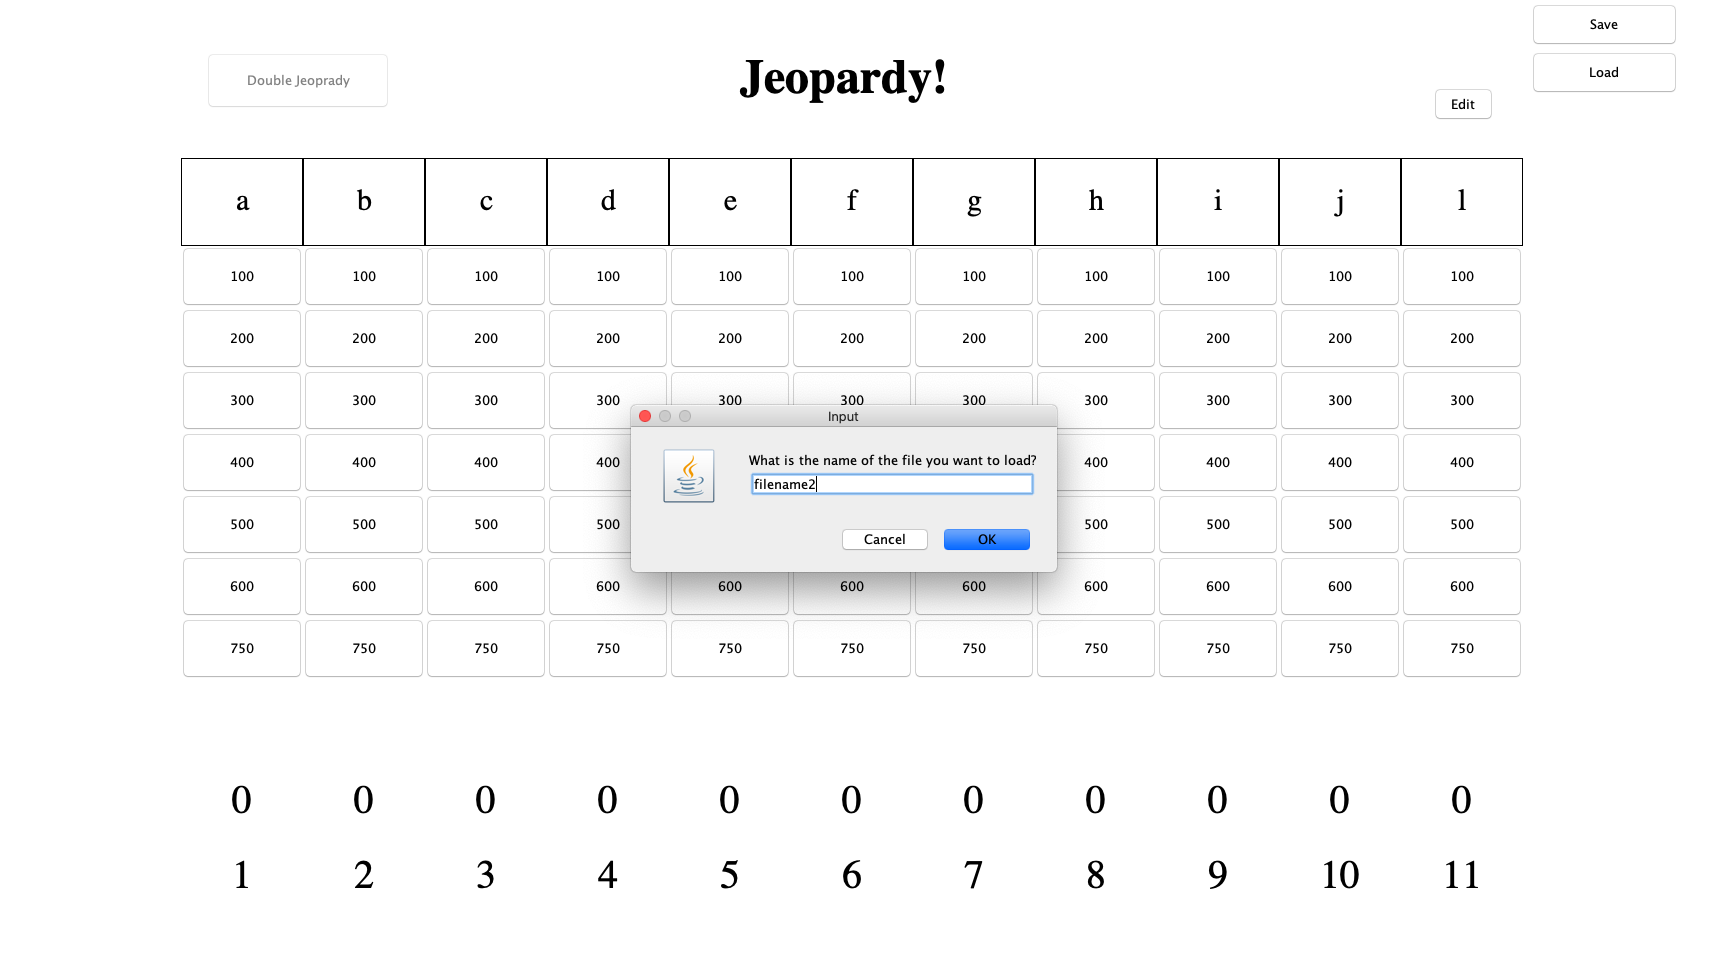 Save
Double Jeoprady
Jeopardy!
Load
Edit
a b c d e f g h i j l
100 100 100 100 100 100 100 100 100 100 100
200 200 200 200 200 200 200 200 200 200 200
300 300 300 300 300 300 300 300 300 300 300
Input
What is the name of the file you want to load?
400 400 400 400 400 400 400 400
filename2
500 500 500 500 500 500 500 500
Cancel OK
600 600 600 600 600 600 600 600 600 600 600
750 750 750 750 750 750 750 750 750 750 750
0 0 0 0 0 0 0 0 0 0 0
1 2 3 4 5 6 7 8 9 10 11